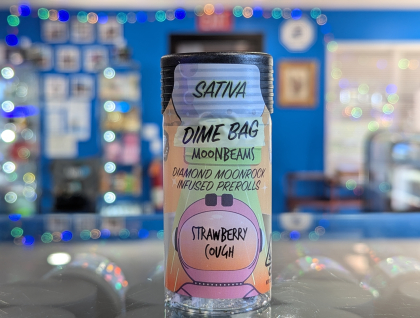 SATIVA
DIME BAG
MOONBEAMS
DIAMOND MOONROCK
INFUSED PREROLLS
STRAWBERRY
COUGH